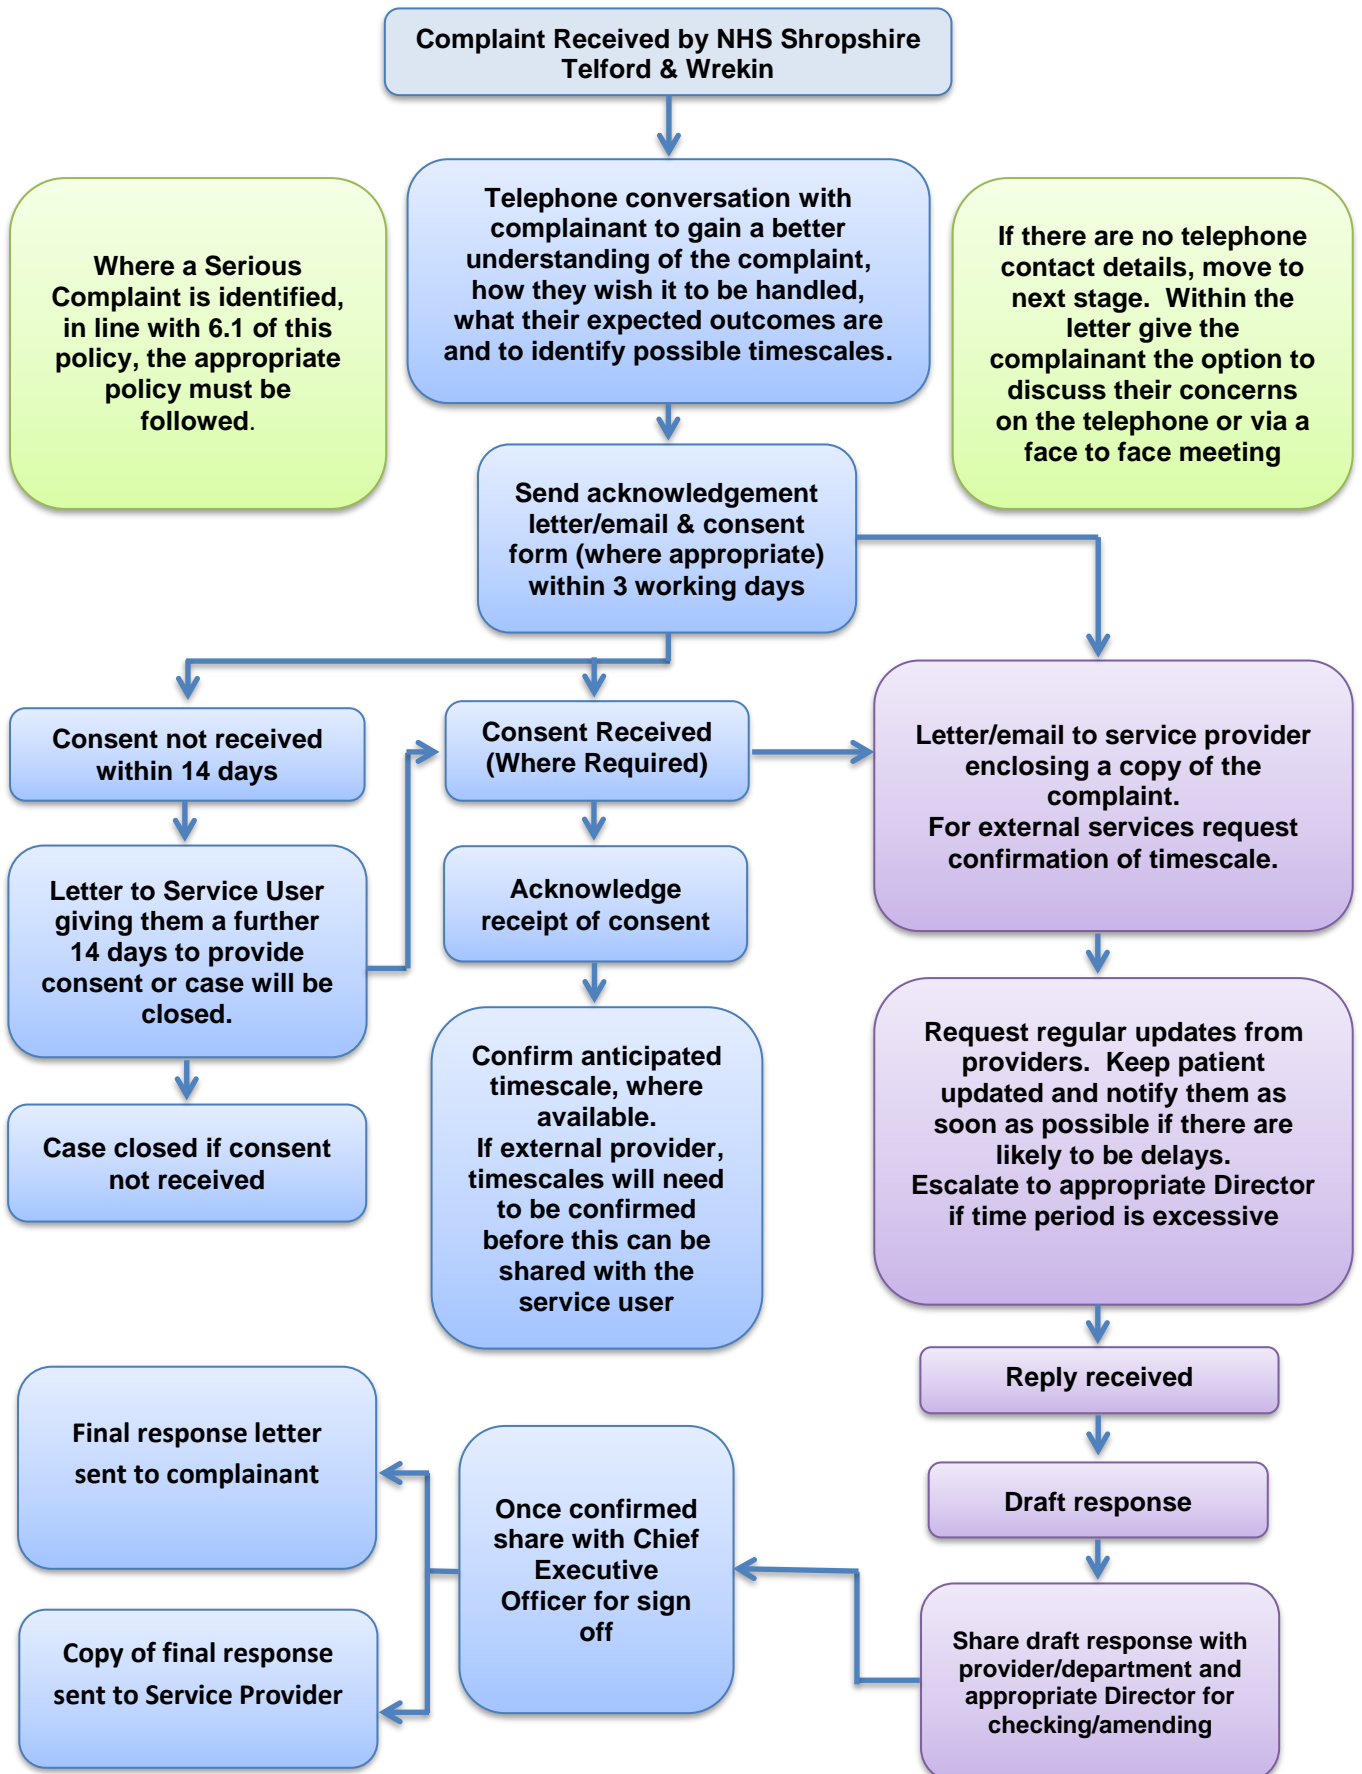 Complaint Received by NHS Shropshire
Telford & Wrekin
Telephone conversation with
complainant to gain a better
understanding of the complaint,
how they wish it to be handled,
what their expected outcomes are
and to identify possible timescales.
Where a Serious
Complaint is identified,
in line with 6.1 of this
policy, the appropriate
policy must be
followed.
If there are no telephone
contact details, move to
next stage.  Within the
letter give the
complainant the option to
discuss their concerns
on the telephone or via a
face to face meeting
Send acknowledgement
letter/email & consent
form (where appropriate)
within 3 working days
Consent not received
within 14 days
Consent Received
(Where Required)
Letter/email to service provider
enclosing a copy of the
complaint.
For external services request
confirmation of timescale.
Letter to Service User
giving them a further
14 days to provide
consent or case will be
closed.
Acknowledge
receipt of consent
Case closed if consent
not received
Confirm anticipated
timescale, where
available.
If external provider,
timescales will need
to be confirmed
before this can be
shared with the
service user
Request regular updates from
providers.  Keep patient
updated and notify them as
soon as possible if there are
likely to be delays.
Escalate to appropriate Director
if time period is excessive
Reply received
Draft response
Share draft response with
provider/department and
appropriate Director for
checking/amending
Once confirmed
share with Chief
Executive
Officer for sign
off
Final response letter
sent to complainant
Copy of final response
sent to Service Provider